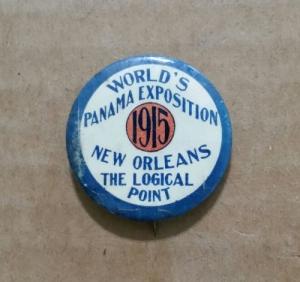 WORLD'S
PANAMA EXPOSITION
1915
NEW ORLEANS
THE LOGICAL
POINT